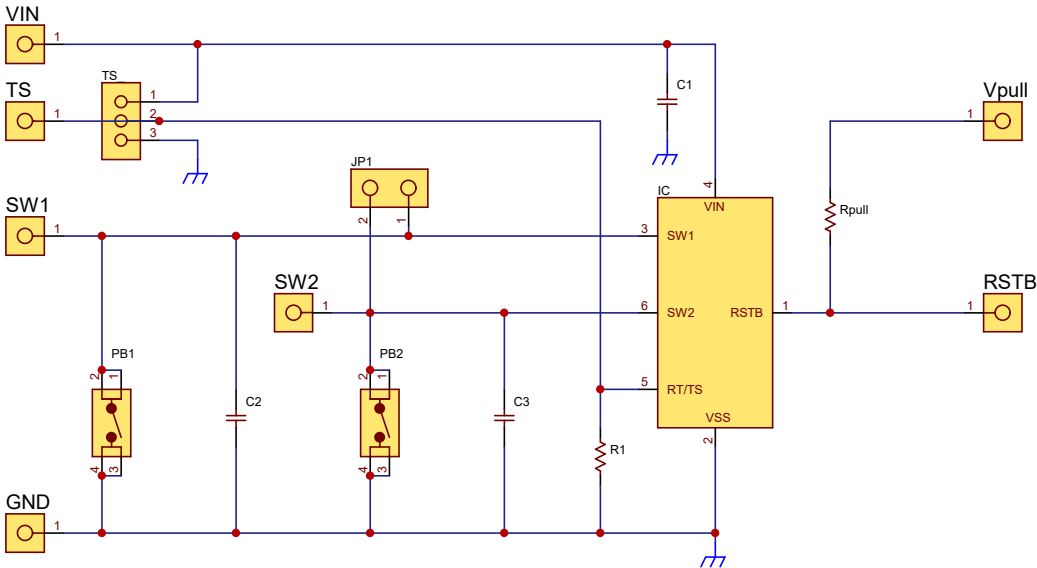 VIN
1
TS
1
TS_
1
2
3
C1
Vpull
1
JP1
2
1
SW1
1
IC
4
VIN
3
SW1
Rpull
SW2
1
6
SW2
RSTB
1
RSTB
1
PB1
2
1
4
3
C2
PB2
2
1
4
3
C3
5
RT/TS
VSS
2
R1
GND
1